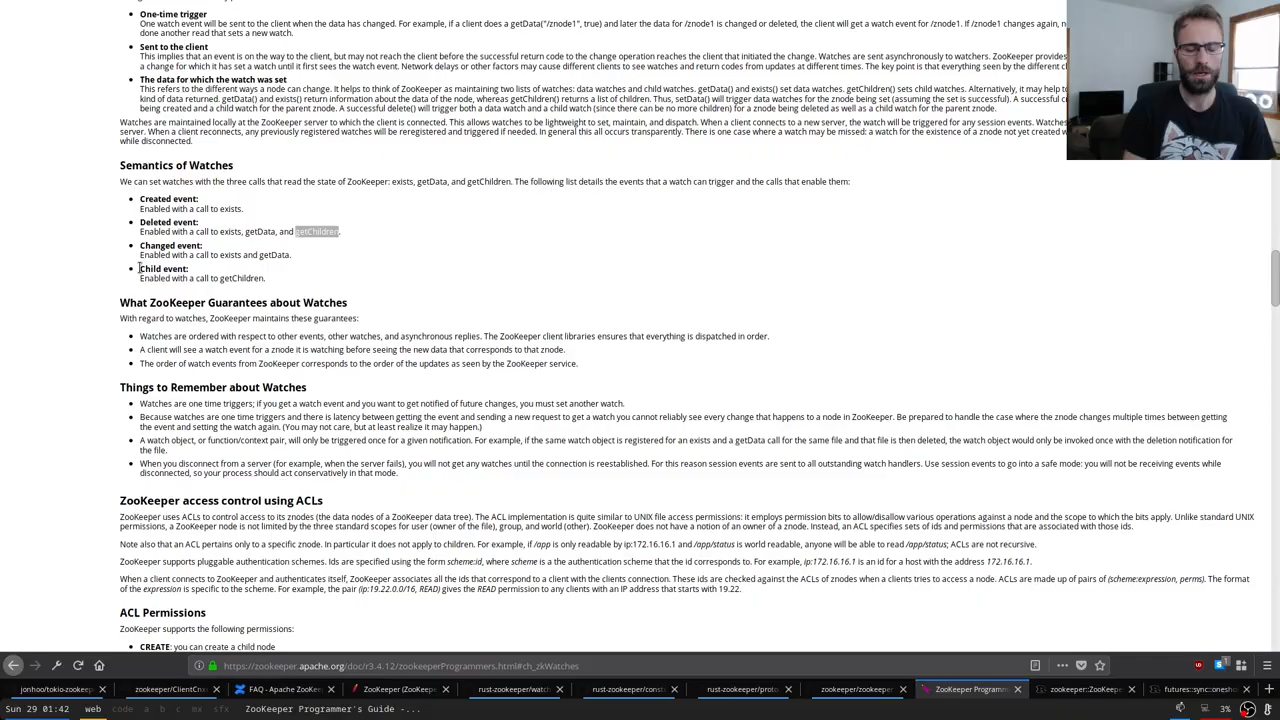 One-time trigger
One watch event will be sent to the client when the data has changed. For example, if a client does a getData("/znode1", true) and later the data for /znode1 is changed or deleted, the client will get a watch event for /znode1. If /znode1 changes again,
done another read that sets a new watch.
Sent to the client
This implies that an event is on the way to the client, but may not reach the client before the successful return code to the change operation reaches the client that initiated the change. Watches are sent asynchronously to watchers. ZooKeeper provides
a change for which it has set a watch until it first sees the watch event. Network delays or other factors may cause different clients to see watches and return codes from updates at different times. The key point is that everything seen by the different
The data for which the watch was set
This refers to the different ways a node can change. It helps to think of ZooKeeper as maintaining two lists of watches: data watches and child watches. getData() and exists() set data watches. getChildren() sets child watches. Alternatively, it may help
kind of data returned. getData() and exists() return information about the data of the node, whereas getChildren() returns a list of children. Thus, setData() will trigger data watches for the znode being set (assuming the set is successful). A successful
being created and a child watch for the parent znode. A successful delete() will trigger both a data watch and a child watch (since there can be no more children) for a znode being deleted as well as a child watch for the parent znode.
Watches are maintained locally at the ZooKeeper server to which the client is connected. This allows watches to be lightweight to set, maintain, and dispatch. When a client connects to a new server, the watch will be triggered for any session events. Watches
server. When a client reconnects, any previously registered watches will be reregistered and triggered if needed. In general this all occurs transparently. There is one case where a watch may be missed: a watch for the existence of a znode not yet created
while disconnected.
Semantics of Watches
We can set watches with the three calls that read the state of ZooKeeper: exists, getData, and getChildren. The following list details the events that a watch can trigger and the calls that enable them:
Created event:
Enabled with a call to exists.
Deleted event:
Enabled with a call to exists, getData, and getChildren.
Changed event:
Enabled with a call to exists and getData.
Child event:
Enabled with a call to getChildren.
What ZooKeeper Guarantees about Watches
With regard to watches, ZooKeeper maintains these guarantees:
Watches are ordered with respect to other events, other watches, and asynchronous replies. The ZooKeeper client libraries ensures that everything is dispatched in order.
A client will see a watch event for a znode it is watching before seeing the new data that corresponds to that znode.
The order of watch events from ZooKeeper corresponds to the order of the updates as seen by the ZooKeeper service.
Things to Remember about Watches
Watches are one time triggers; if you get a watch event and you want to get notified of future changes, you must set another watch.
Because watches are one time triggers and there is latency between getting the event and sending a new request to get a watch you cannot reliably see every change that happens to a node in ZooKeeper. Be prepared to handle the case where the znode changes multiple times between getting
the event and setting the watch again. (You may not care, but at least realize it may happen.)
A watch object, or function/context pair, will only be triggered once for a given notification. For example, if the same watch object is registered for an exists and a getData call for the same file and that file is then deleted, the watch object would only be invoked once with the deletion notification for
the file.
When you disconnect from a server (for example, when the server fails), you will not get any watches until the connection is reestablished. For this reason session events are sent to all outstanding watch handlers. Use session events to go into a safe mode: you will not be receiving events while
disconnected, so your process should act conservatively in that mode.
ZooKeeper access control using ACLs
ZooKeeper uses ACLs to control access to its znodes (the data nodes of a ZooKeeper data tree). The ACL implementation is quite similar to UNIX file access permissions: it employs permission bits to allow/disallow various operations against a node and the scope to which the bits apply. Unlike standard UNIX
permissions, a ZooKeeper node is not limited by the three standard scopes for user (owner of the file), group, and world (other). ZooKeeper does not have a notion of an owner of a znode. Instead, an ACL specifies sets of ids and permissions that are associated with those ids.
Note also that an ACL pertains only to a specific znode. In particular it does not apply to children. For example, if /app is only readable by ip:172.16.16.1 and /app/status is world readable, anyone will be able to read /app/status; ACLs are not recursive.
ZooKeeper supports pluggable authentication schemes. Ids are specified using the form scheme:id, where scheme is a the authentication scheme that the id corresponds to. For example, ip:172.16.16.1 is an id for a host with the address 172.16.16.1.
When a client connects to ZooKeeper and authenticates itself, ZooKeeper associates all the ids that correspond to a client with the clients connection. These ids are checked against the ACLs of znodes when a clients tries to access a node. ACLs are made up of pairs of (scheme:expression, perms). The format
of the expression is specific to the scheme. For example, the pair (ip:19.22.0.0/16, READ) gives the READ permission to any clients with an IP address that starts with 19.22.
ACL Permissions
ZooKeeper supports the following permissions:
CREATE: you can create a child node
https://zookeeper.apache.org/doc/r3.4.12/zookeeperProgrammers.html#ch_zkWatches
jonhoo/tokio-zookeep zookeeper/ClientCnx FAQ - Apache ZooKee ZooKeeper (ZooKeep rust-zookeeper/watc rust-zookeeper/const rust-zookeeper/proto zookeeper/zookeepe ZooKeeper Program zookeeper::ZooKeepe futures::sync::onesh
Sun 29 01:42 web code a b c mx sfx ZooKeeper Programmer's Guide -... 3%